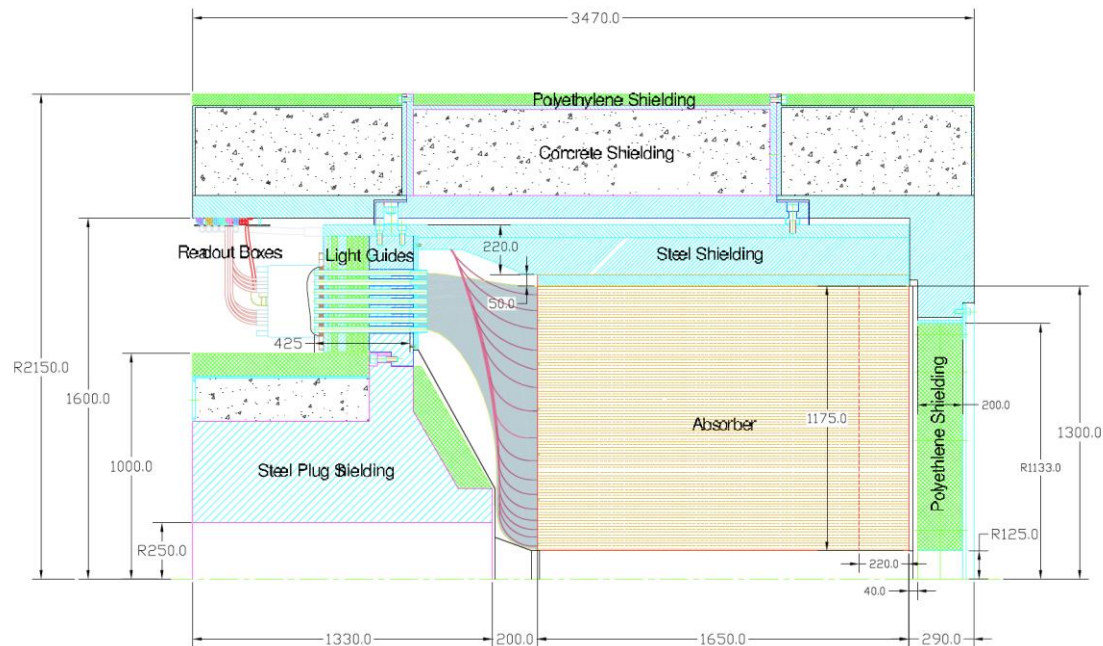 3470.0
Polyethylene Shielding
Concrete Shielding
Readout Boxes
Light Guides
220.0
Steel Shielding
50.0
425
R2150.0
1600.0
1175.0
200.0
Absorber
1300.0
Polyethlene Shielding
1000.0
Steel Plug Shielding
R1133.0
R250.0
R125.0
220.0
40.0
1330.0
200.0
1650.0
290.0